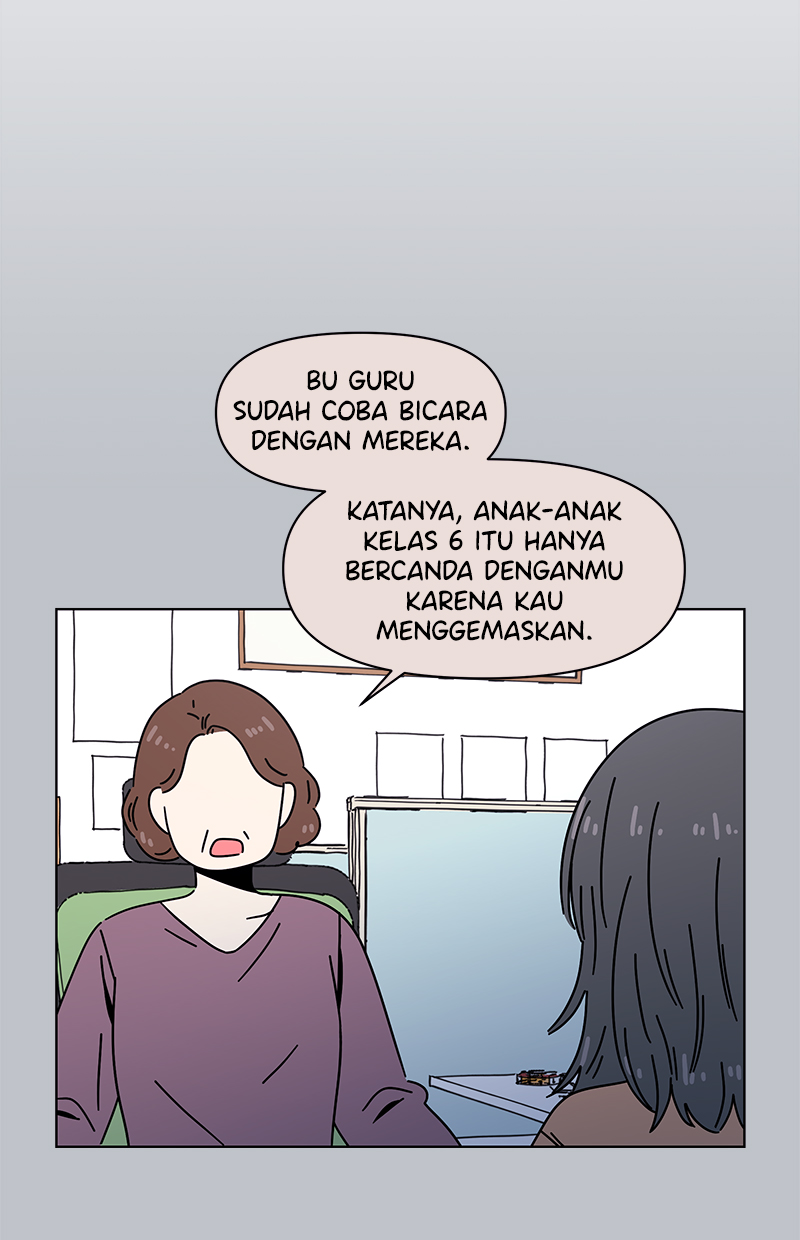 BU GURU
SUDAH COBA BICARA
DENGAN MEREKA.
KATANYA, ANAK-ANAK
KELAS 6 ITU HANYA
BERCANDA DENGANMU
KARENA KAU
MENGGEMASKAN.